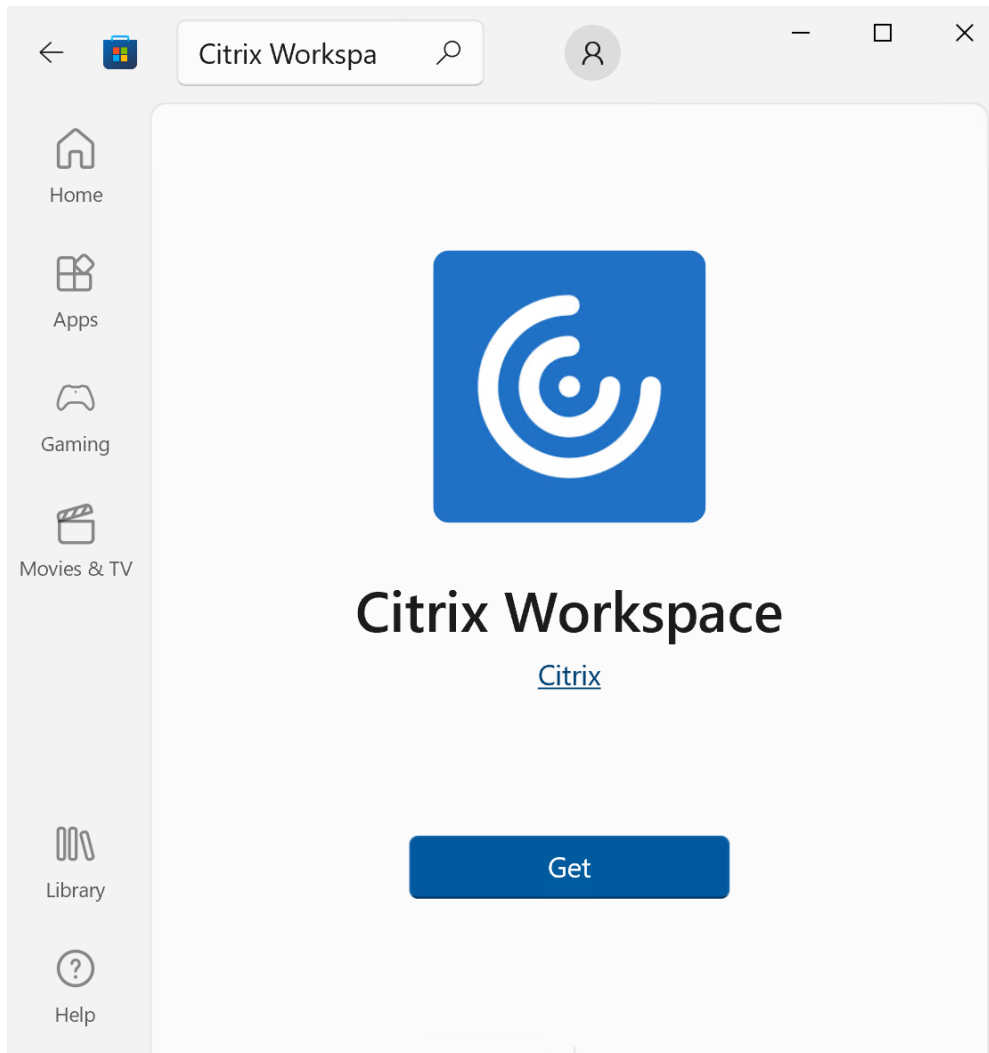 Citrix Workspa
Home
Apps
Gaming
Movies & TV
Citrix Workspace
Citrix
Get
Library
Help